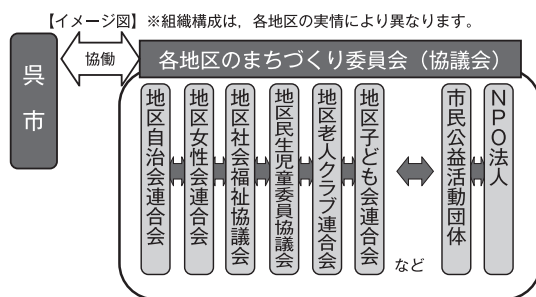 【イメージ図】※組織構成は，各地区の実情により異なります。
呉市
協働
各地区のまちづくり委員会（協議会）
地区自治会連合会
地区女性会連合会
地区社会福祉協議会
地区民生児童委員協議会
地区老人クラブ連合会
地区子ども会連合会
など
市民公益活動団体
NPO法人